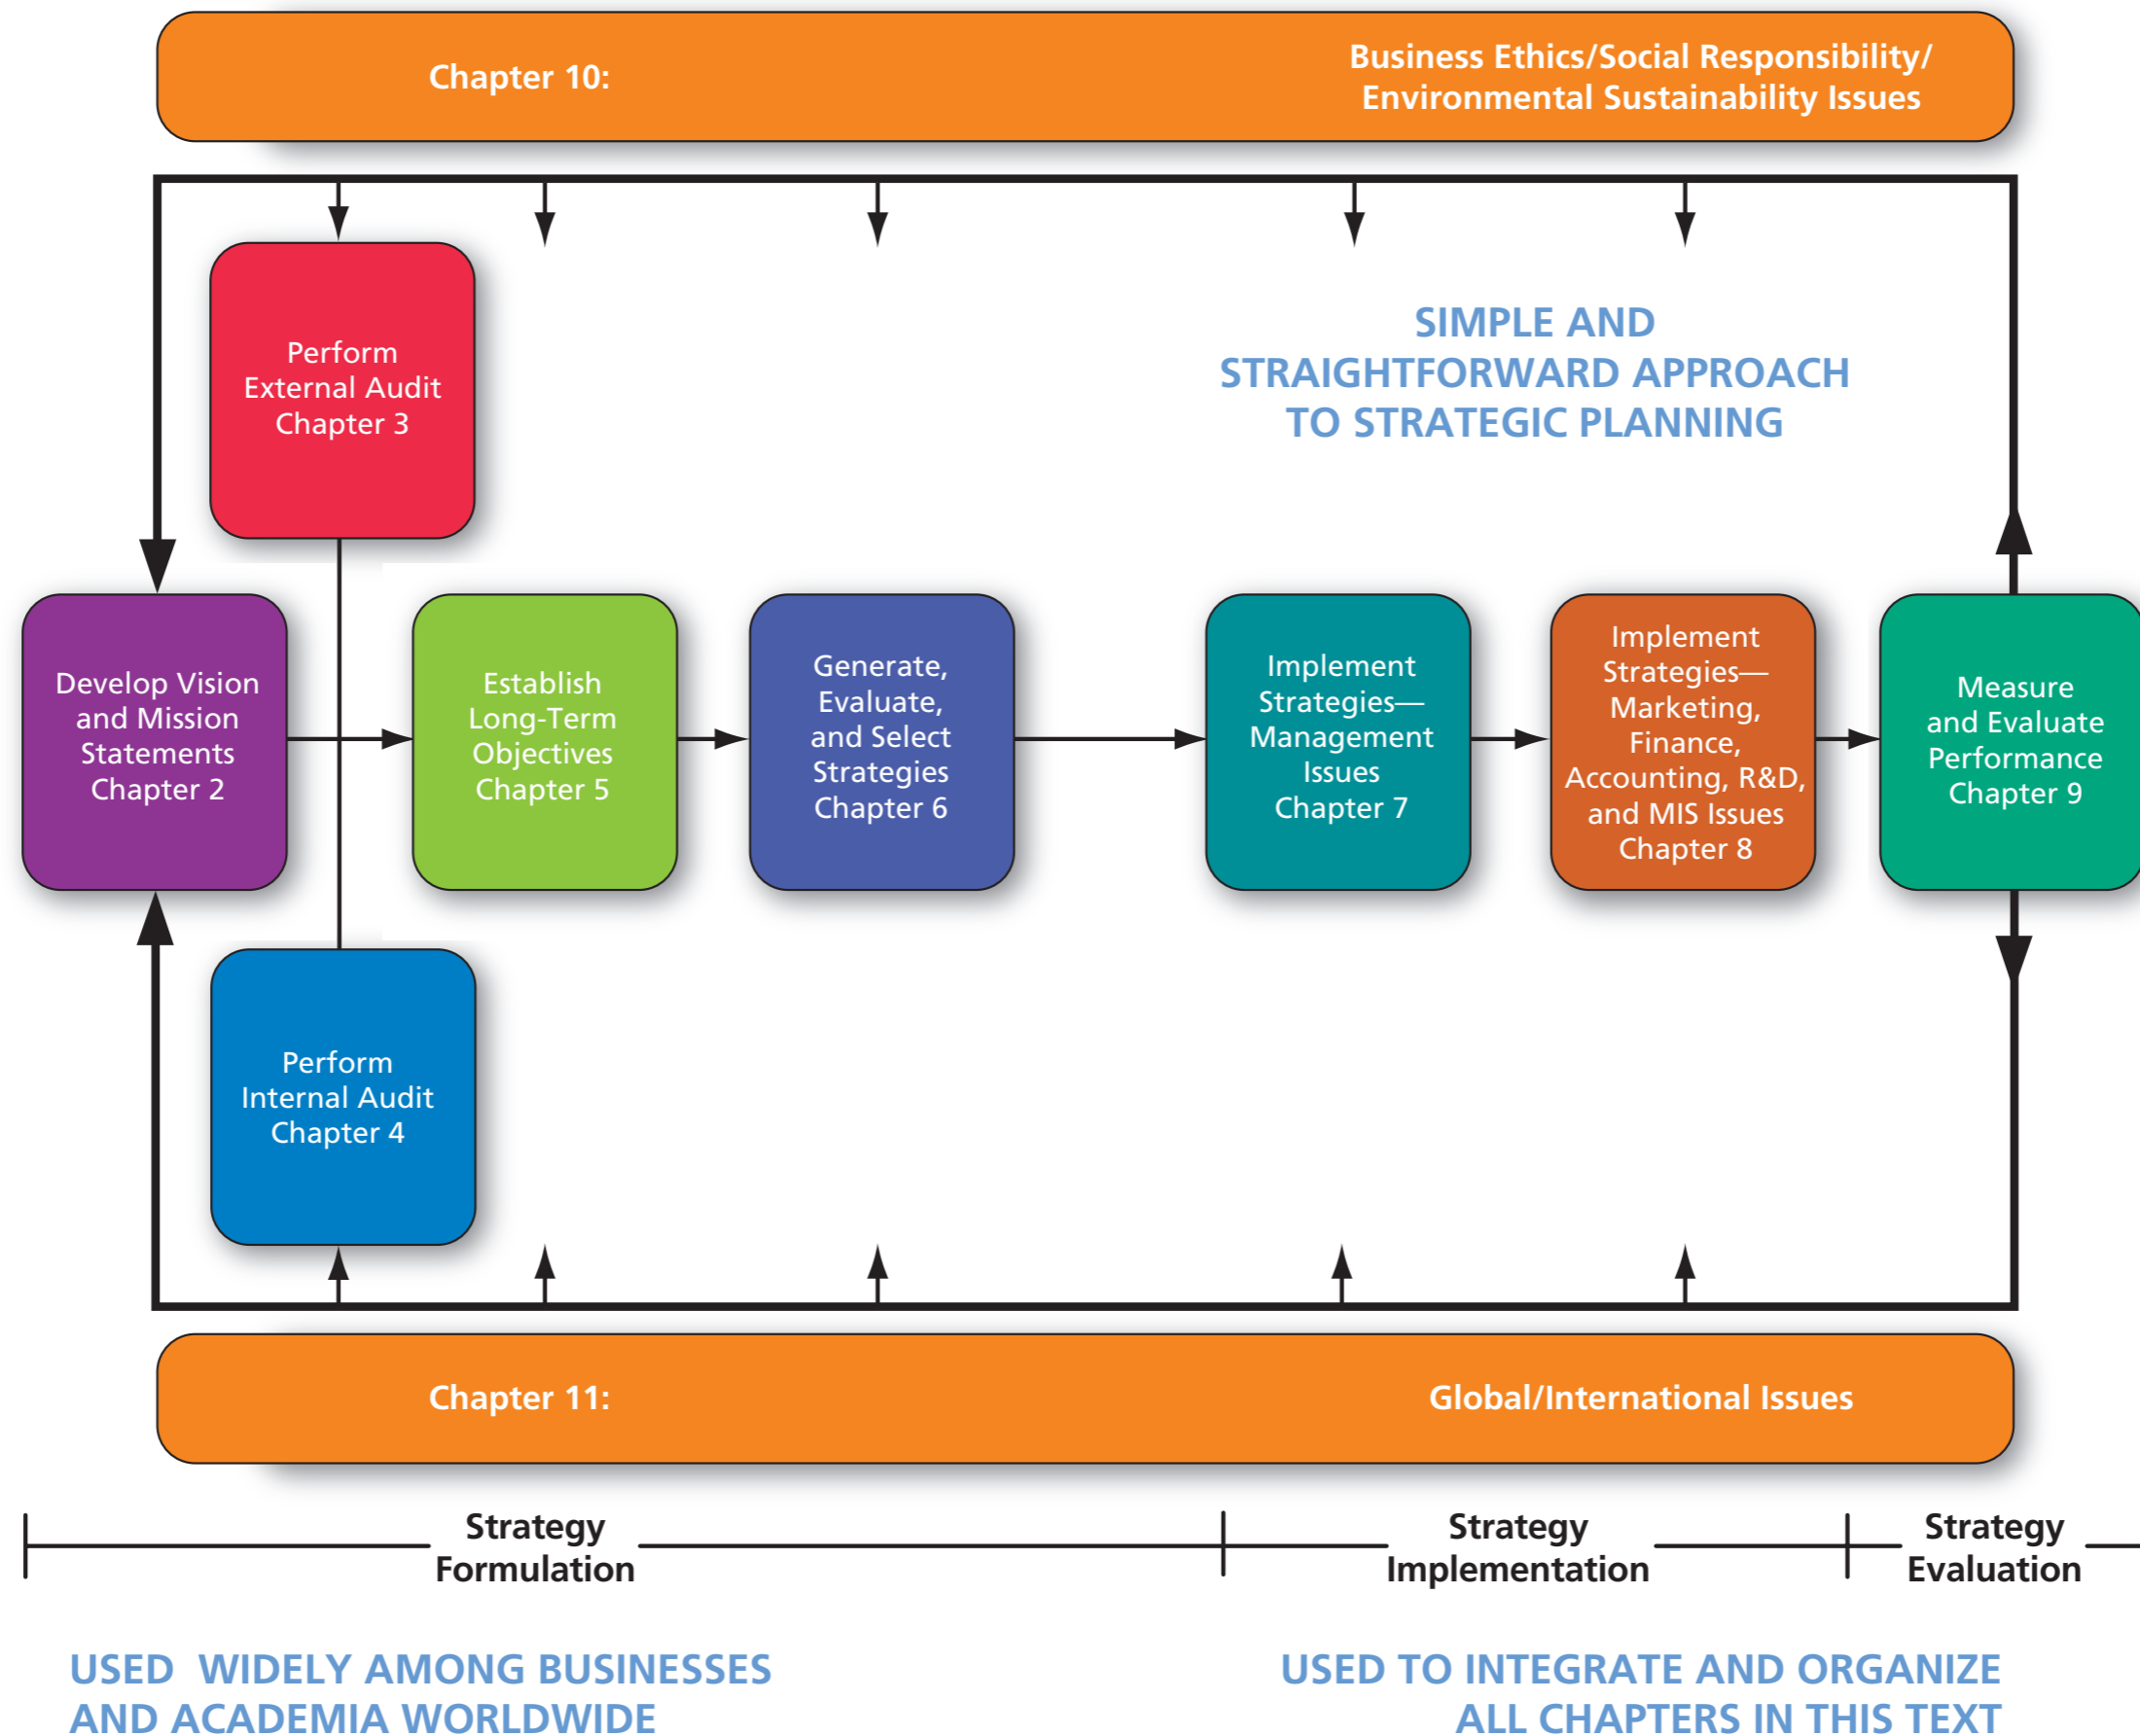 Chapter 10:
Business Ethics/Social Responsibility/
Environmental Sustainability Issues
Perform
External Audit
Chapter 3
SIMPLE AND
STRAIGHTFORWARD APPROACH
TO STRATEGIC PLANNING
Develop Vision
and Mission
Statements
Chapter 2
Establish
Long-Term
Objectives
Chapter 5
Generate,
Evaluate,
and Select
Strategies
Chapter 6
Implement
Strategies—
Management
Issues
Chapter 7
Implement
Strategies—
Marketing,
Finance,
Accounting, R&D,
and MIS Issues
Chapter 8
Measure
and Evaluate
Performance
Chapter 9
Perform
Internal Audit
Chapter 4
Chapter 11:
Global/International Issues
Strategy
Formulation
Strategy
Implementation
Strategy
Evaluation
USED WIDELY AMONG BUSINESSES
AND ACADEMIA WORLDWIDE
USED TO INTEGRATE AND ORGANIZE
ALL CHAPTERS IN THIS TEXT